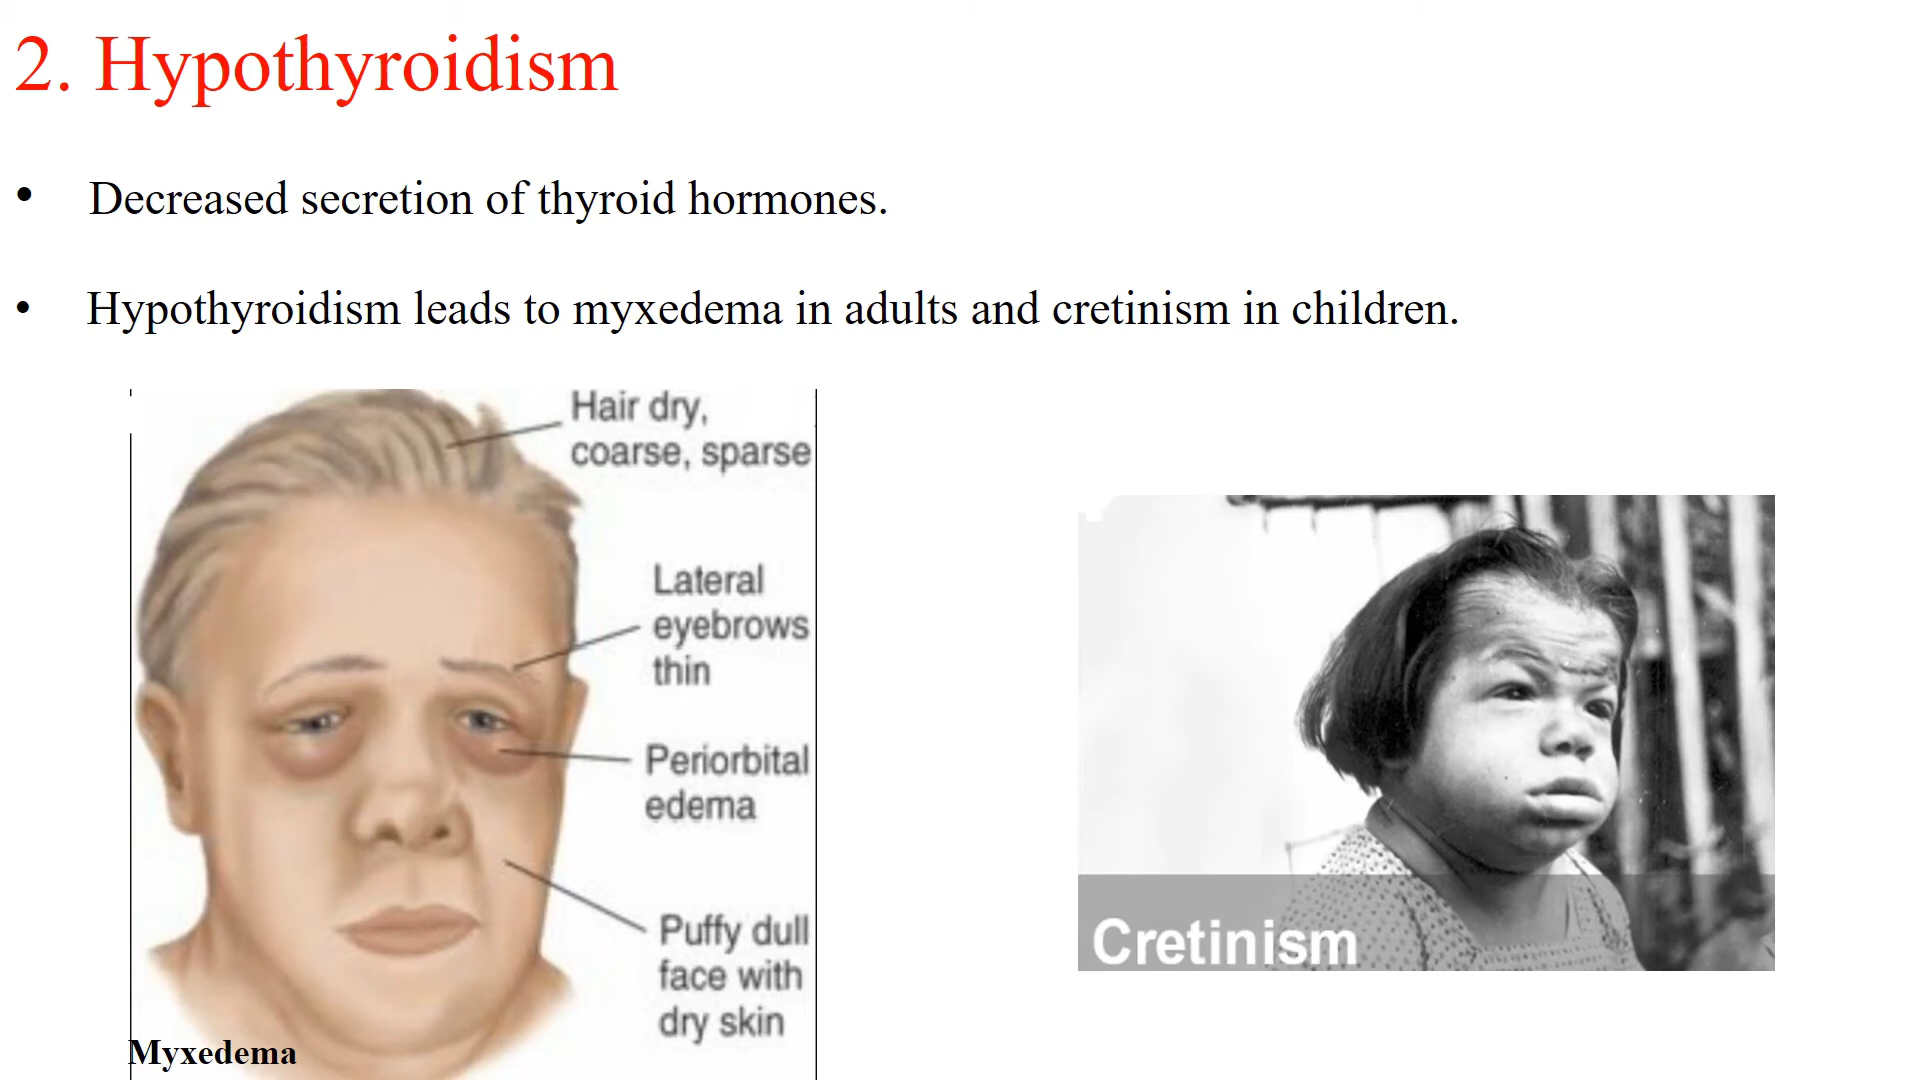 2. Hypothyroidism
• Decreased secretion of thyroid hormones.
• Hypothyroidism leads to myxedema in adults and cretinism in children.
Hair dry,
coarse, sparse
Lateral
eyebrows
thin
Periorbital
edema
Puffy dull
face with
dry skin
Myxedema
Cretinism